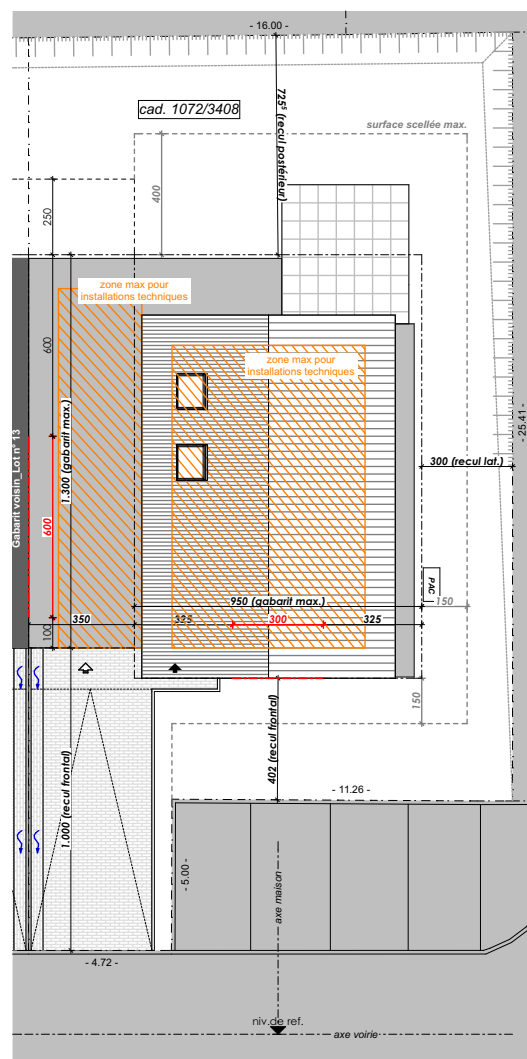 - 16.00 -
cad. 1072/3408
725⁵ (recul postérieur)
surface scellée max.
400
250
zone max pour
installations techniques
600
1.300 (gabarit max.)
zone max pour
installations techniques
Gabarit voisin_Lot n° 13
- 25.41 -
300 (recul lat.)
600
PAC
950 (gabarit max.)
150
350
325
300
325
100
150
402 (recul frontal)
1.000 (recul frontal)
- 11.26 -
- 5.00 -
axe maison
- 4.72 -
niv.de ref.
axe voirie